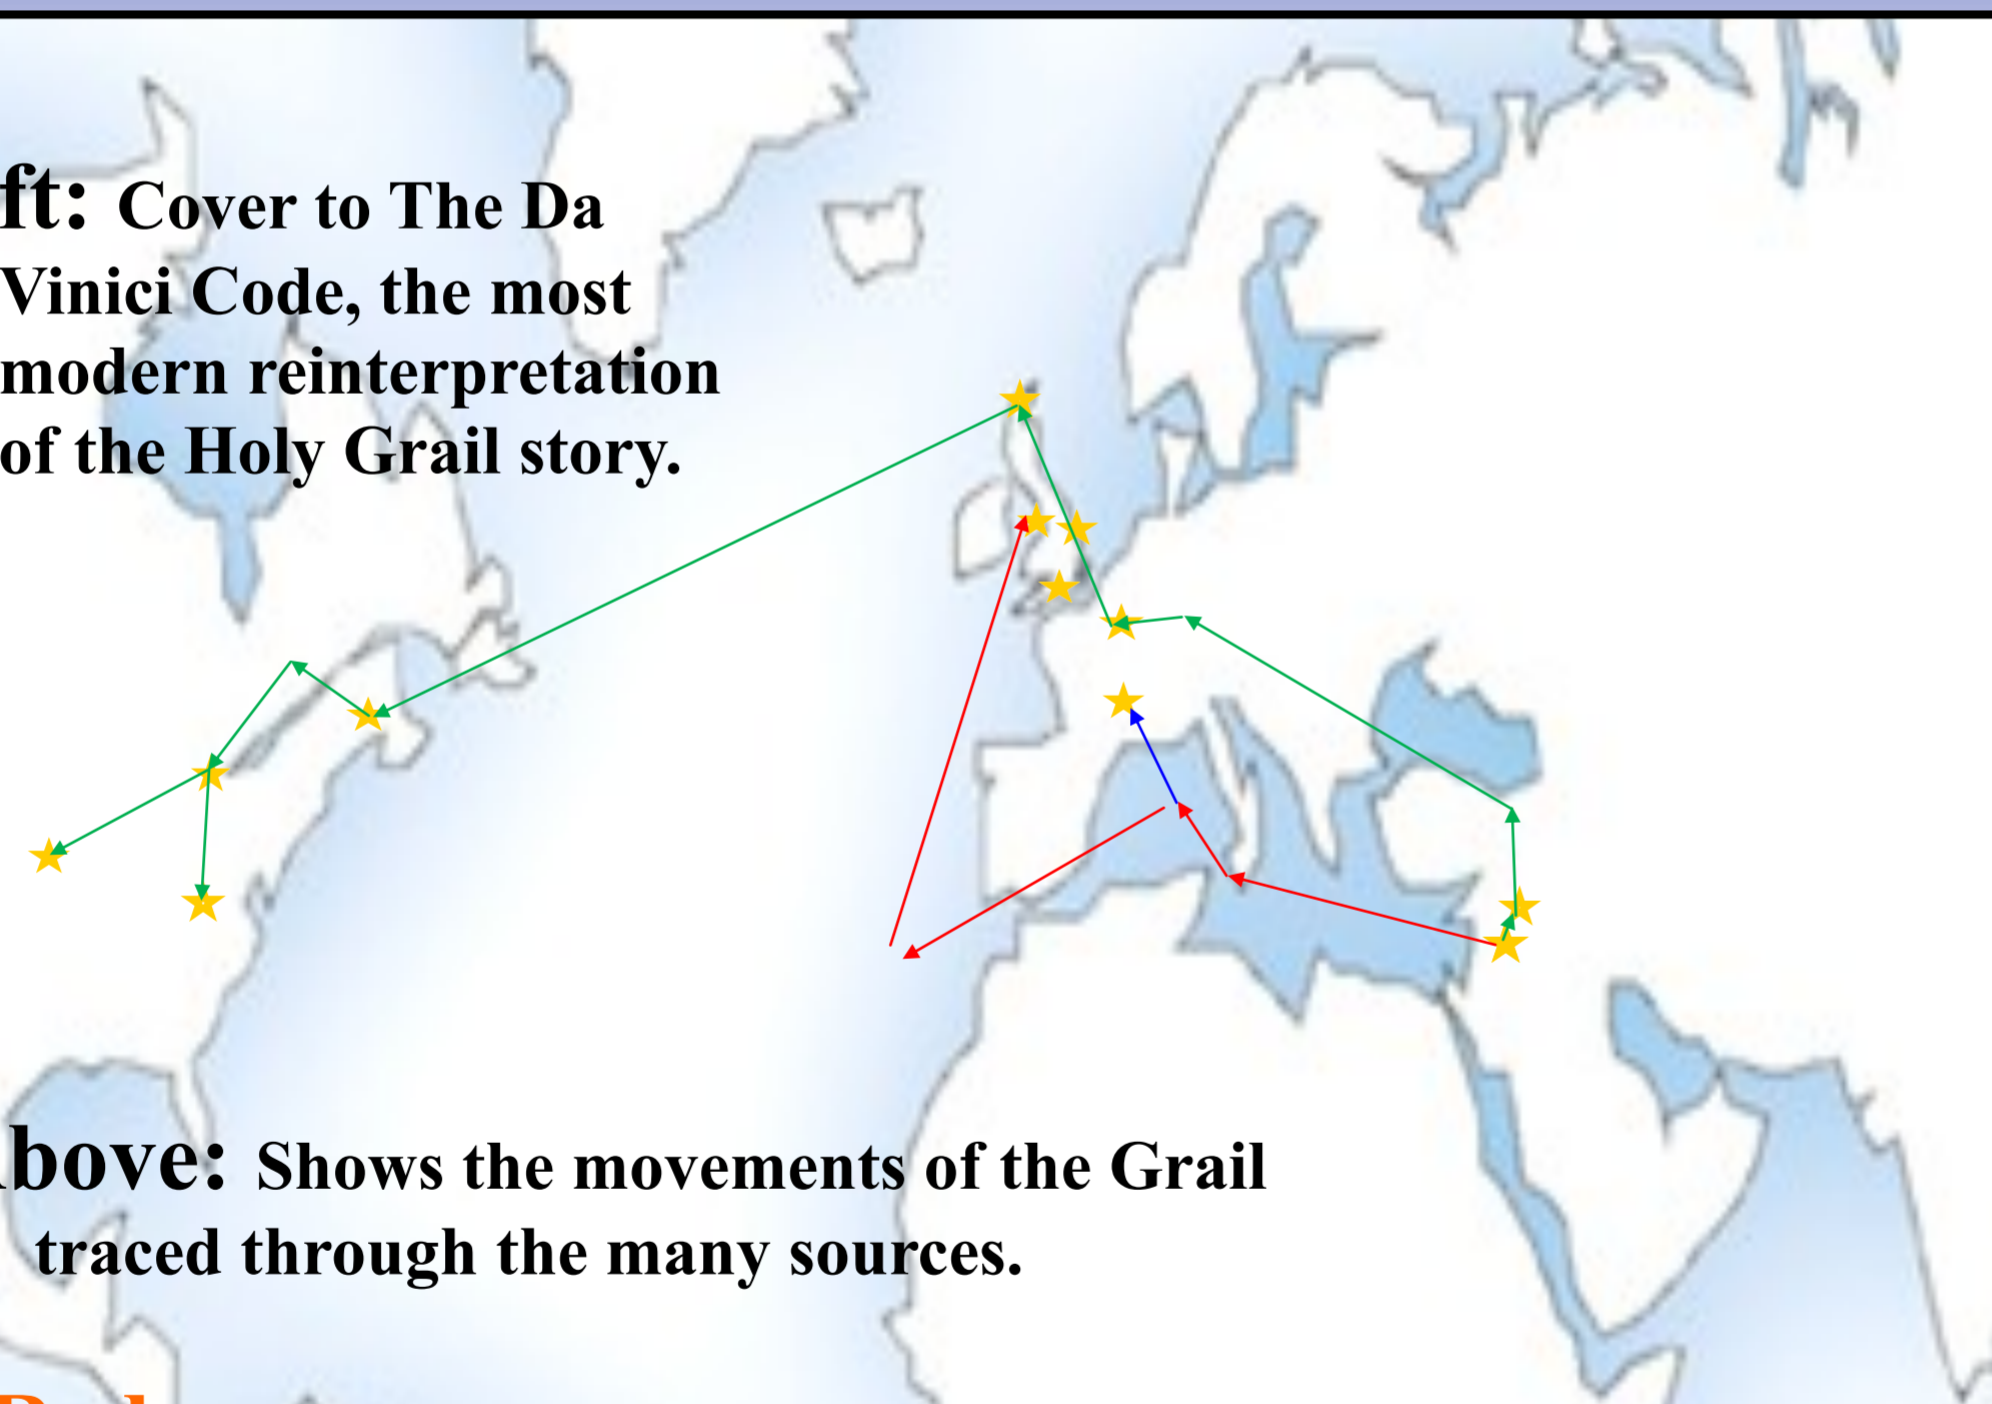 ft: Cover to The Da
Vinici Code, the most
modern reinterpretation
of the Holy Grail story.
bove: Shows the movements of the Grail
traced through the many sources.